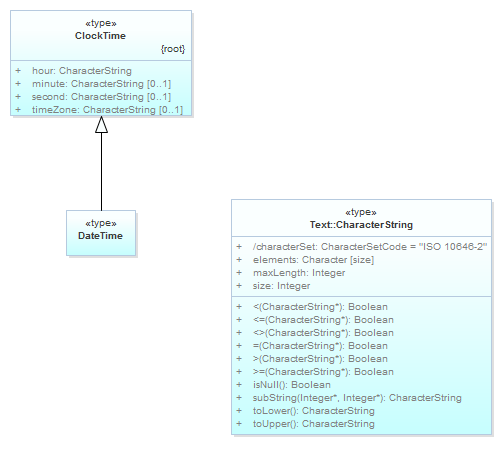 «type»
ClockTime
{root}
+ hour: CharacterString
+ minute: CharacterString [0..1]
+ second: CharacterString [0..1]
+ timeZone: CharacterString [0..1]
«type»
DateTime
«type»
Text::CharacterString
+ /characterSet: CharacterSetCode = "ISO 10646-2"
+ elements: Character [size]
+ maxLength: Integer
+ size: Integer
+ <(CharacterString*): Boolean
+ <=(CharacterString*): Boolean
+ <>(CharacterString*): Boolean
+ =(CharacterString*): Boolean
+ >(CharacterString*): Boolean
+ >=(CharacterString*): Boolean
+ isNull(): Boolean
+ subString(Integer*, Integer*): CharacterString
+ toLower(): CharacterString
+ toUpper(): CharacterString